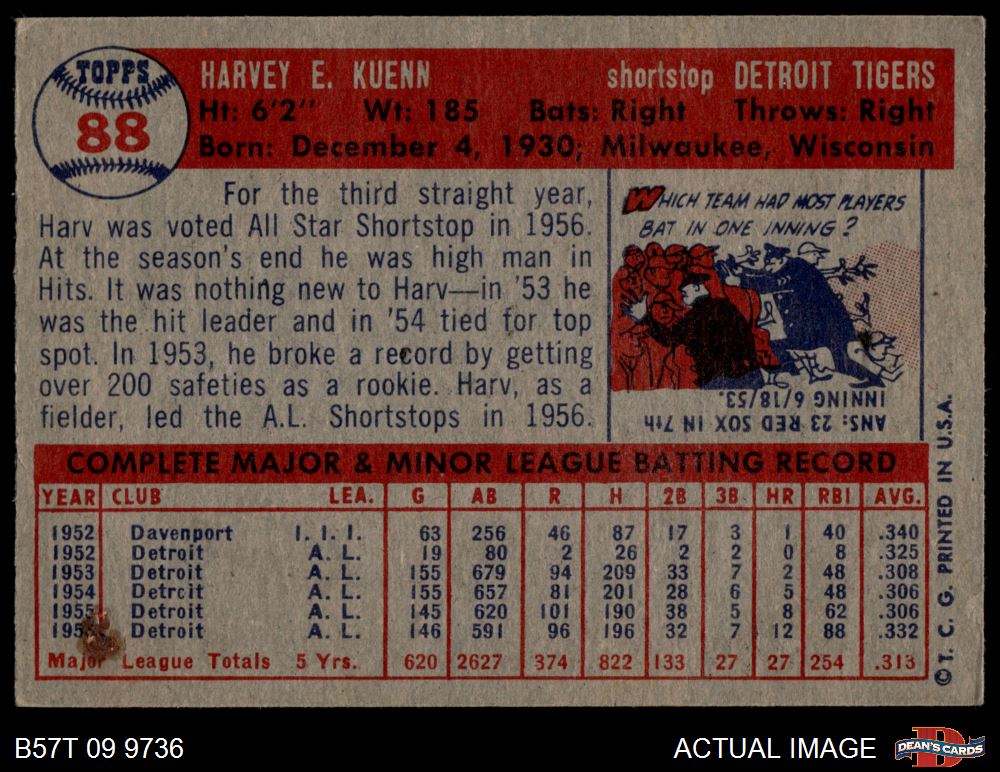 TOPPS
88
HARVEY E. KUENN shortstop DETROIT TIGERS
Ht: 6'2" Wt: 185 Bats: Right Throws: Right
Born: December 4, 1930; Milwaukee, Wisconsin
For the third straight year,
Harv was voted All Star Shortstop in 1956.
At the season's end he was high man in
Hits. It was nothing new to Harv—in '53 he
was the hit leader and in '54 tied for top
spot. In 1953, he broke a record by getting
over 200 safeties as a rookie. Harv, as a
fielder, led the A.L. Shortstops in 1956.
WHICH TEAM HAD MOST PLAYERS
BAT IN ONE INNING?
ANS: 23 RED SOX IN 7th
INNING 6/18/53.
COMPLETE MAJOR & MINOR LEAGUE BATTING RECORD
YEAR CLUB LEA. G AB R H 2B 3B HR RBI AVG.
1952 Davenport I. I. I. 63 256 46 87 17 3 1 40 .340
1952 Detroit A. L. 19 80 2 26 2 2 0 8 .325
1953 Detroit A. L. 155 679 94 209 33 7 2 48 .308
1954 Detroit A. L. 155 657 81 201 28 6 5 48 .306
1955 Detroit A. L. 145 620 101 190 38 5 8 62 .306
Detroit A. L. 146 591 96 196 32 7 12 88 .332
Major League Totals 5 Yrs. 620 2627 374 822 133 27 27 254 .313
© T. C. G. PRINTED IN U.S.A.
B57T 09 9736
ACTUAL IMAGE
DEAN'S CARDS